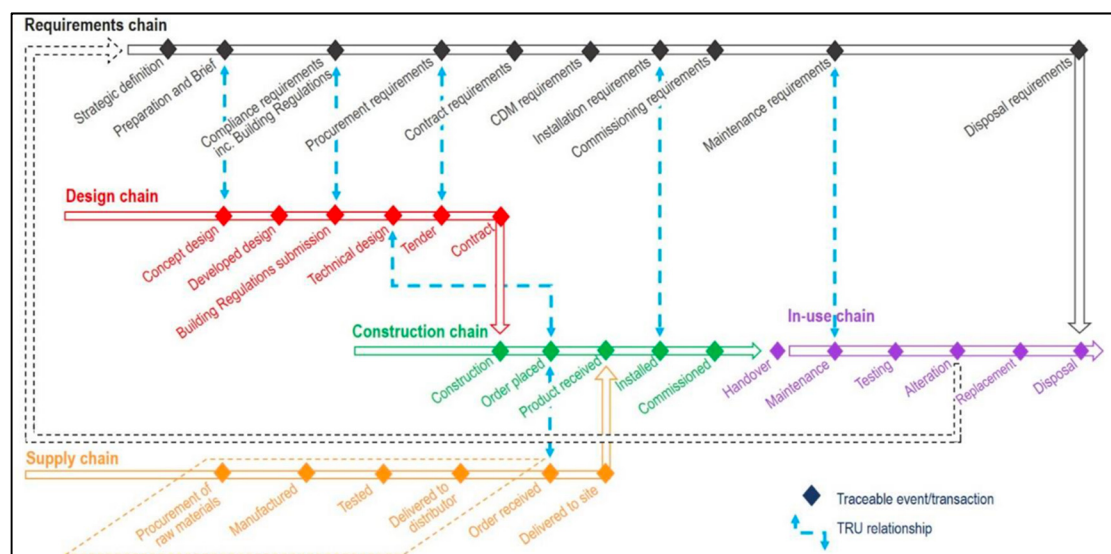 Requirements chain
Strategic definition
Preparation and Brief
Compliance requirements
inc. Building Regulations
Procurement requirements
Contract requirements
CDM requirements
Installation requirements
Commissioning requirements
Maintenance requirements
Disposal requirements
Design chain
Concept design
Developed design
Building Regulations submission
Technical design
Tender
Contract
Construction chain
Construction
Order placed
Product received
Installed
Commissioned
In-use chain
Handover
Maintenance
Testing
Alteration
Replacement
Disposal
Supply chain
Procurement of
raw materials
Manufactured
Tested
Delivered to
distributor
Order received
Delivered to site
Traceable event/transaction
TRU relationship